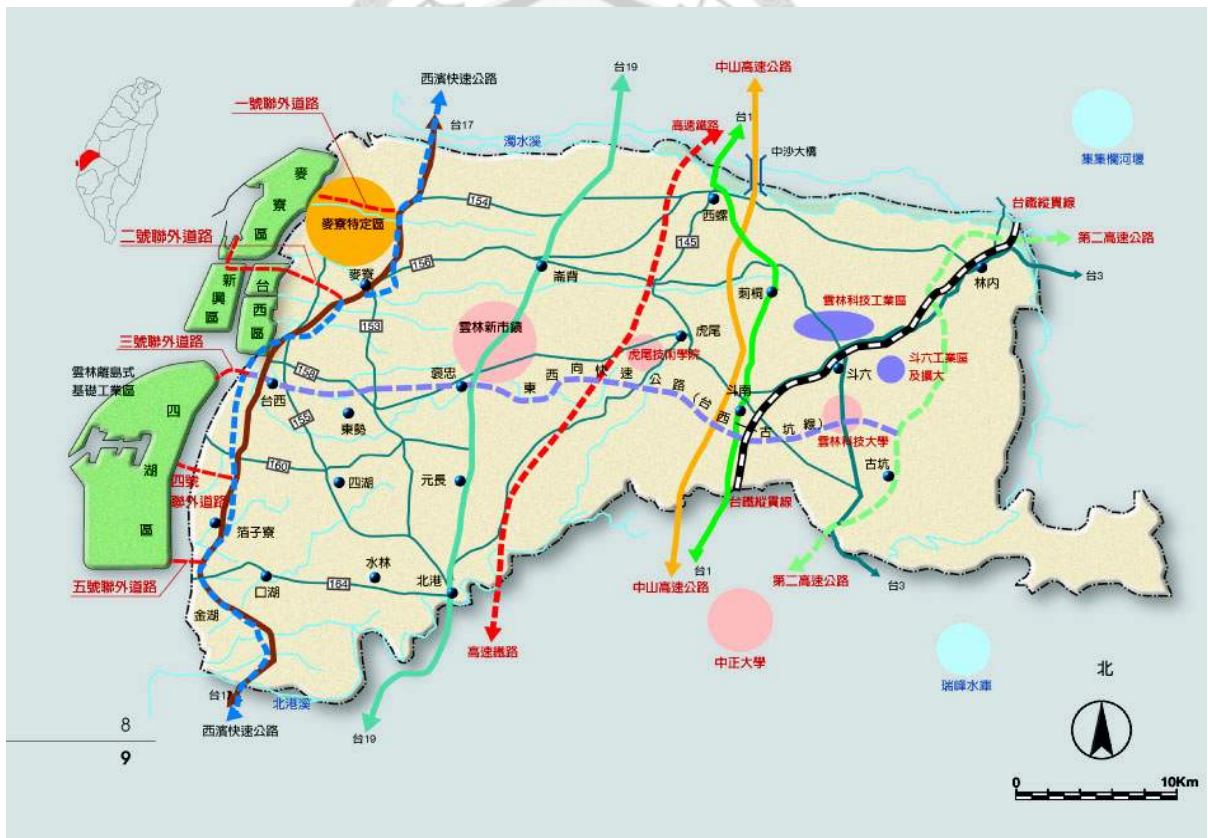 台19
中山高速公路
西濱快速公路
一號聯外道路
高速鐵路
台1
台17
濁水溪
中沙大橋
集集攔河堰
麥
寮
區
154
西螺
台鐵縱貫線
麥寮特定區
第二高速公路
145
二號聯外道路
156
崙背
林內
台3
新
興
區
台
西
區
麥寮
莿桐
雲林科技工業區
153
雲林新市鎮
虎尾
三號聯外道路
虎尾技術學院
斗六工業區
及擴大
雲林離島式
基礎工業區
158
台西
褒忠
東西向快速公路(台西-古坑線)
斗六
斗南
155
東勢
雲林科技大學
四
湖
區
160
古坑
四號
聯外道路
四湖
元長
台鐵縱貫線
箔子寮
水林
五號聯外道路
164
口湖
北港
台1
中山高速公路
第二高速公路
台3
金湖
高速鐵路
中正大學
北
瑞峰水庫
台1
北港溪
西濱快速公路
台19
8
9
0
10Km